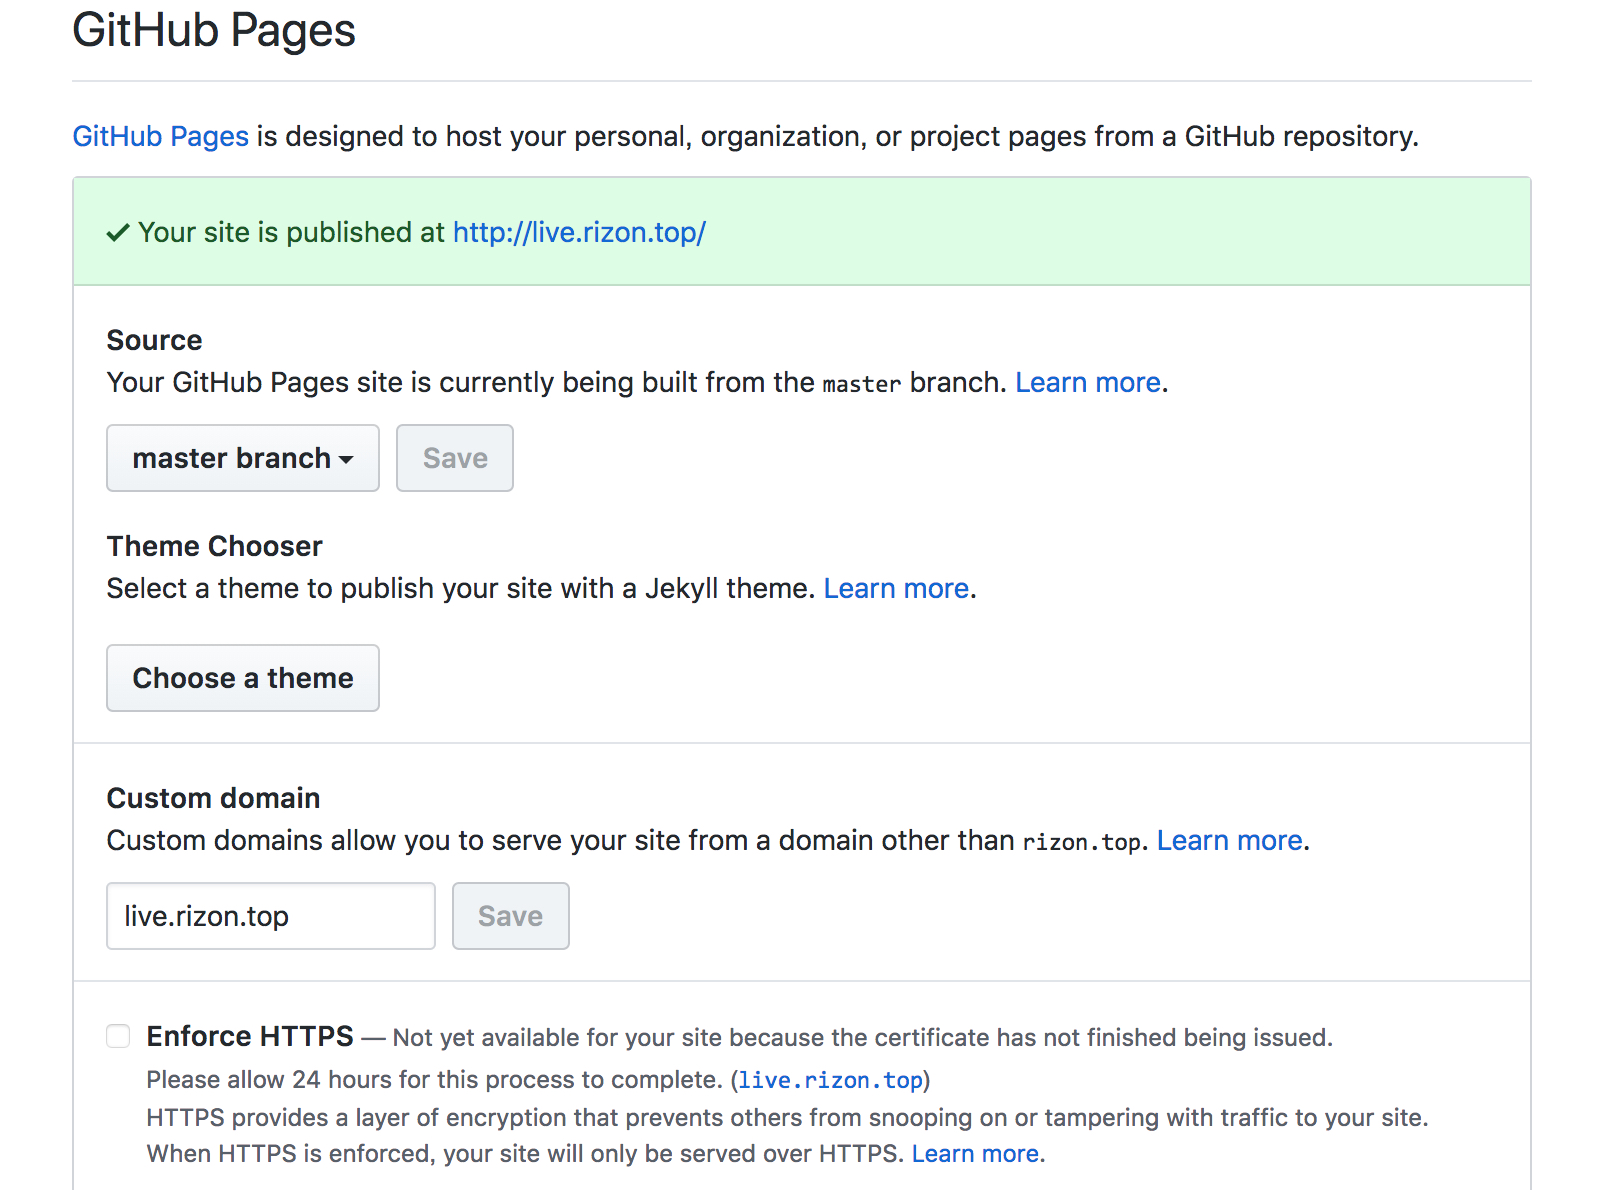 GitHub Pages
GitHub Pages is designed to host your personal, organization, or project pages from a GitHub repository.
Your site is published at http://live.rizon.top/
Source
Your GitHub Pages site is currently being built from the master branch. Learn more.
master branch Save
Theme Chooser
Select a theme to publish your site with a Jekyll theme. Learn more.
Choose a theme
Custom domain
Custom domains allow you to serve your site from a domain other than rizon.top. Learn more.
live.rizon.top Save
Enforce HTTPS — Not yet available for your site because the certificate has not finished being issued.
Please allow 24 hours for this process to complete. (live.rizon.top)
HTTPS provides a layer of encryption that prevents others from snooping on or tampering with traffic to your site.
When HTTPS is enforced, your site will only be served over HTTPS. Learn more.